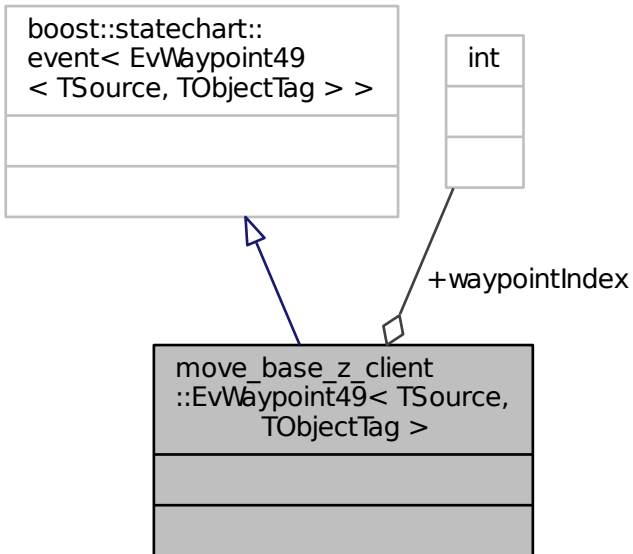 boost::statechart::
event< EvWaypoint49
< TSource, TObjectTag > >
int
+waypointIndex
move_base_z_client
::EvWaypoint49< TSource,
TObjectTag >